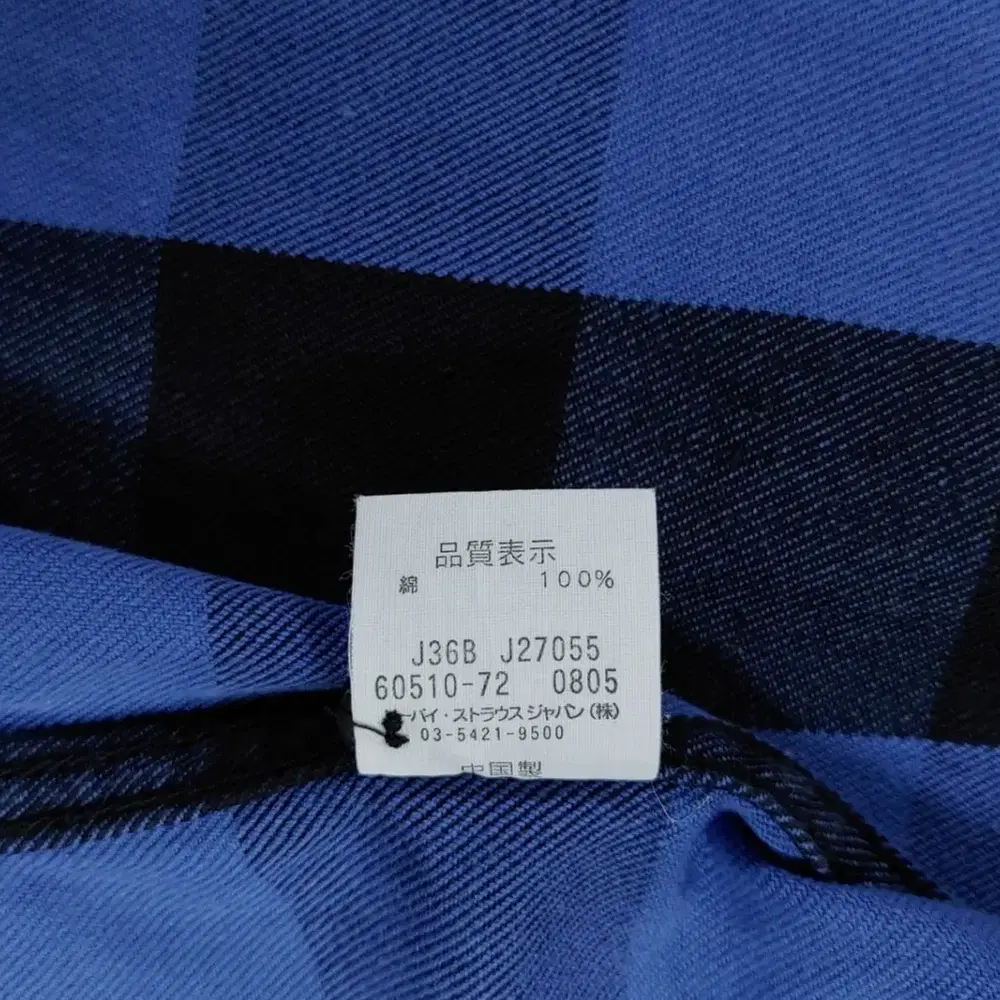 品質表示
綿 100%
J36B J27055
60510-72 0805
ーバイ・ストラウス ジャパン(株)
03-5421-9500
中国製